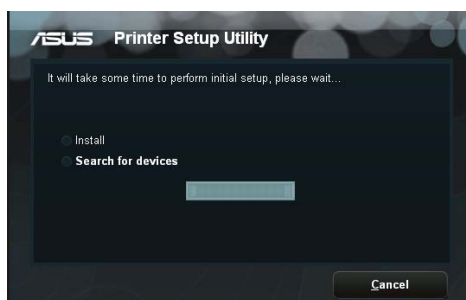 ASUS Printer Setup Utility
It will take some time to perform initial setup, please wait...
Install
Search for devices
Cancel